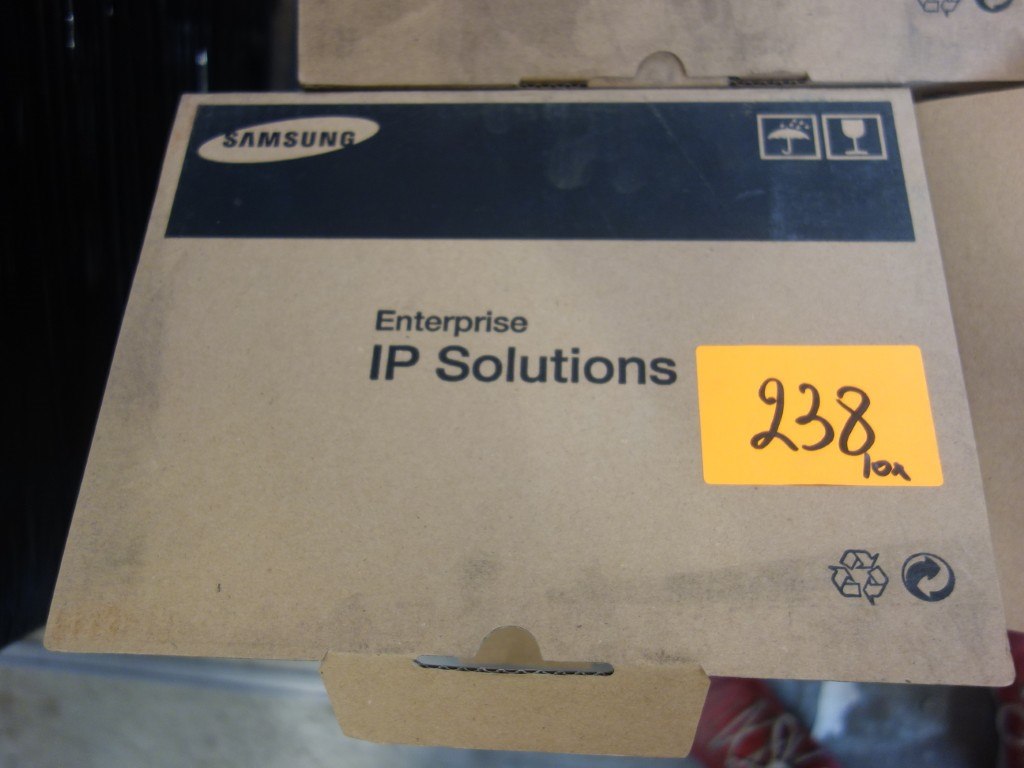 SAMSUNG
Enterprise
IP Solutions
238